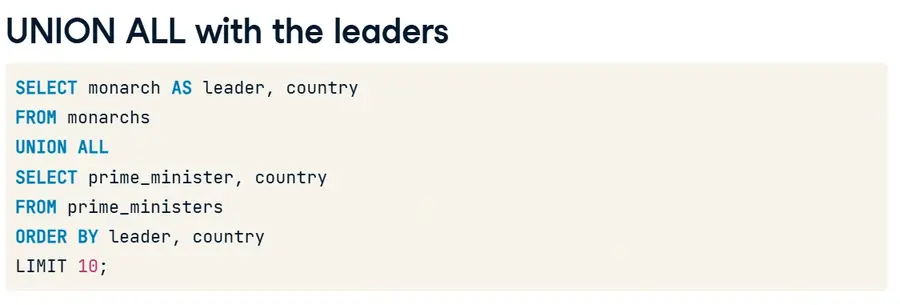 UNION ALL with the leaders
SELECT monarch AS leader, country
FROM monarchs
UNION ALL
SELECT prime_minister, country
FROM prime_ministers
ORDER BY leader, country
LIMIT 10;